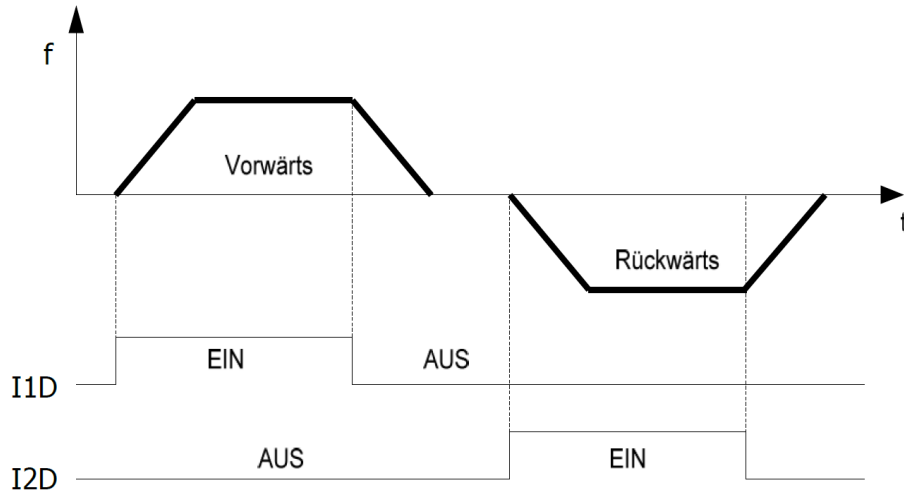 f
Vorwärts
t
Rückwärts
EIN
AUS
I1D
AUS
EIN
I2D